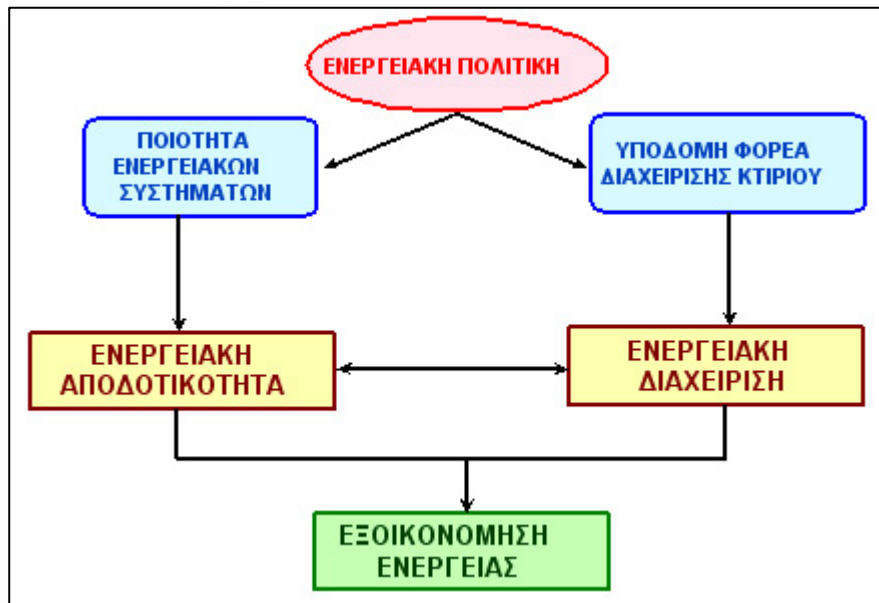 ΕΝΕΡΓΕΙΑΚΗ ΠΟΛΙΤΙΚΗ
ΠΟΙΟΤΗΤΑ
ΕΝΕΡΓΕΙΑΚΩΝ
ΣΥΣΤΗΜΑΤΩΝ
ΥΠΟΔΟΜΗ ΦΟΡΕΑ
ΔΙΑΧΕΙΡΙΣΗΣ ΚΤΙΡΙΟΥ
ΕΝΕΡΓΕΙΑΚΗ
ΑΠΟΔΟΤΙΚΟΤΗΤΑ
ΕΝΕΡΓΕΙΑΚΗ
ΔΙΑΧΕΙΡΙΣΗ
ΕΞΟΙΚΟΝΟΜΗΣΗ
ΕΝΕΡΓΕΙΑΣ